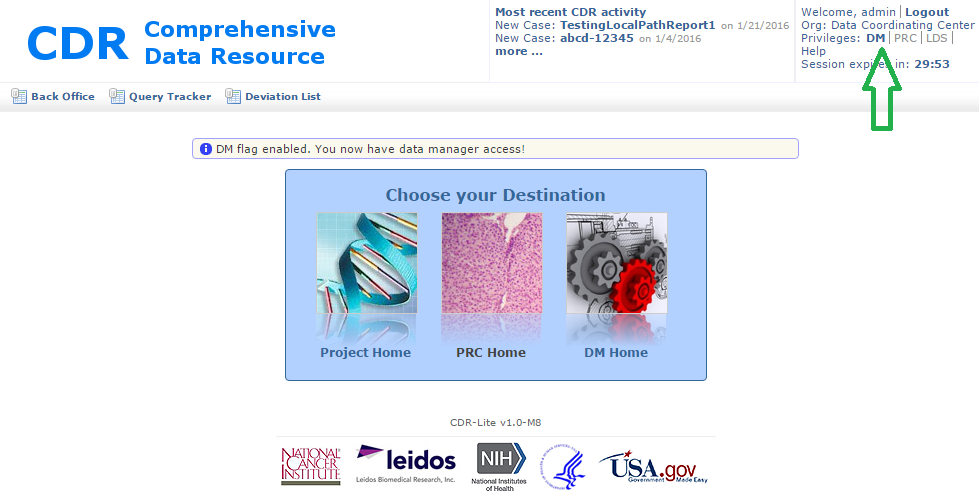 CDR Comprehensive
Data Resource
Most recent CDR activity
New Case: TestingLocalPathReport1 on 1/21/2016
New Case: abcd-12345 on 1/4/2016
more ...
Welcome, admin | Logout
Org: Data Coordinating Center
Privileges: DM | PRC | LDS |
Help
Session expires in: 29:53
Back Office Query Tracker Deviation List
DM flag enabled. You now have data manager access!
Choose your Destination
Project Home PRC Home DM Home
CDR-Lite v1.0-M8
NATIONAL
CANCER
INSTITUTE
leidos
Leidos Biomedical Research, Inc.
NIH
National Institutes
of Health
USA.gov
Government Made Easy